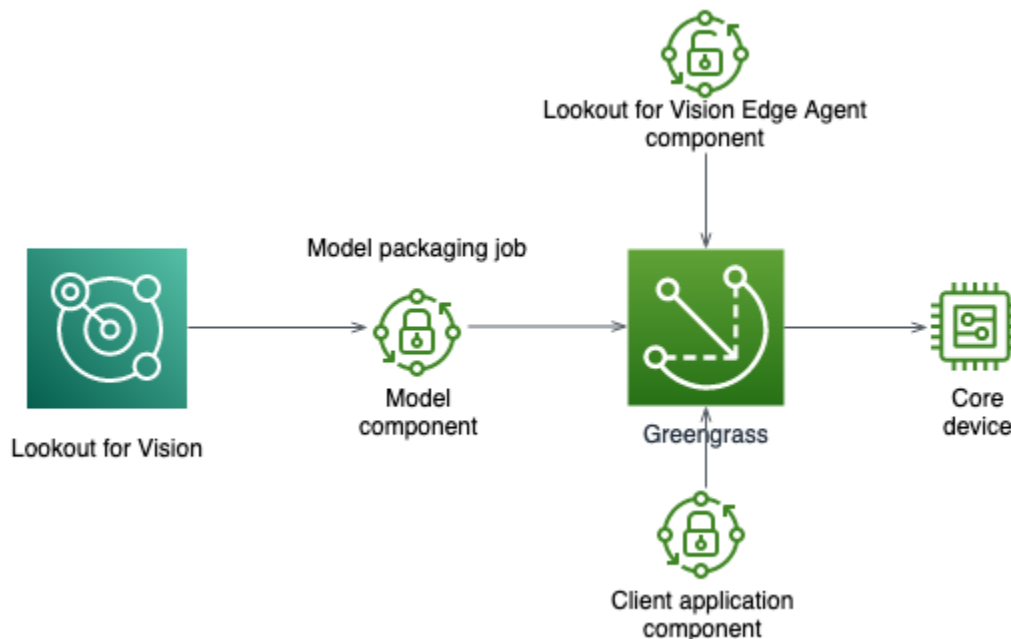 Lookout for Vision Edge Agent
component
Model packaging job
Model
component
Lookout for Vision
Greengrass
Core
device
Client application
component